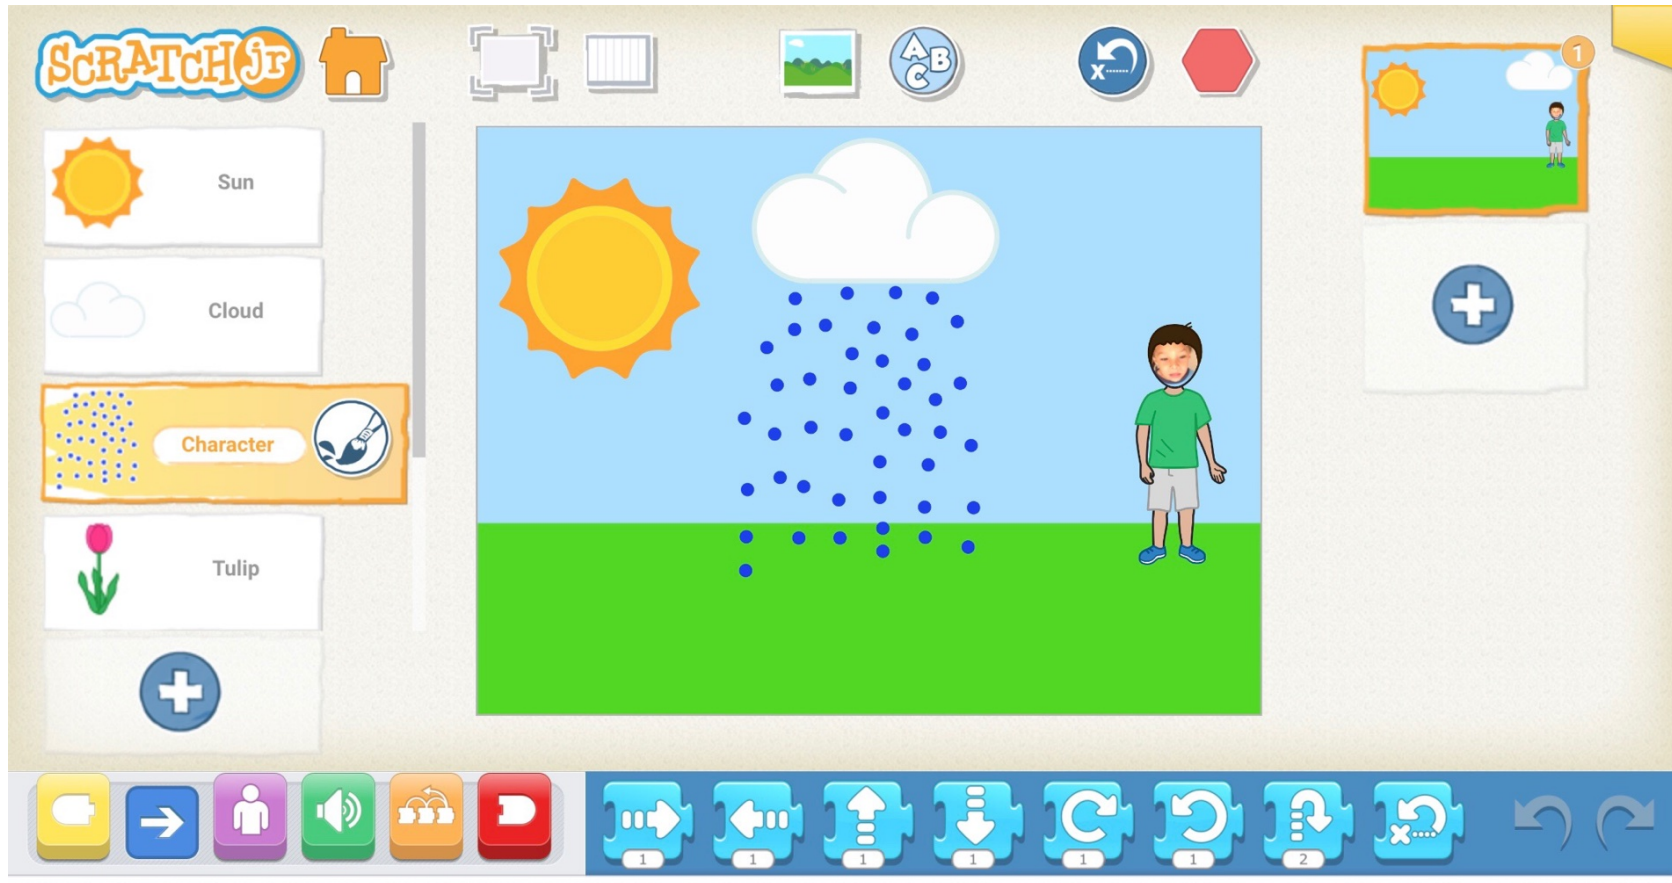 SCRATCHJr
A B C
X
1
Sun
Cloud
Character
Tulip
1 1 1 1 1 1 2 X